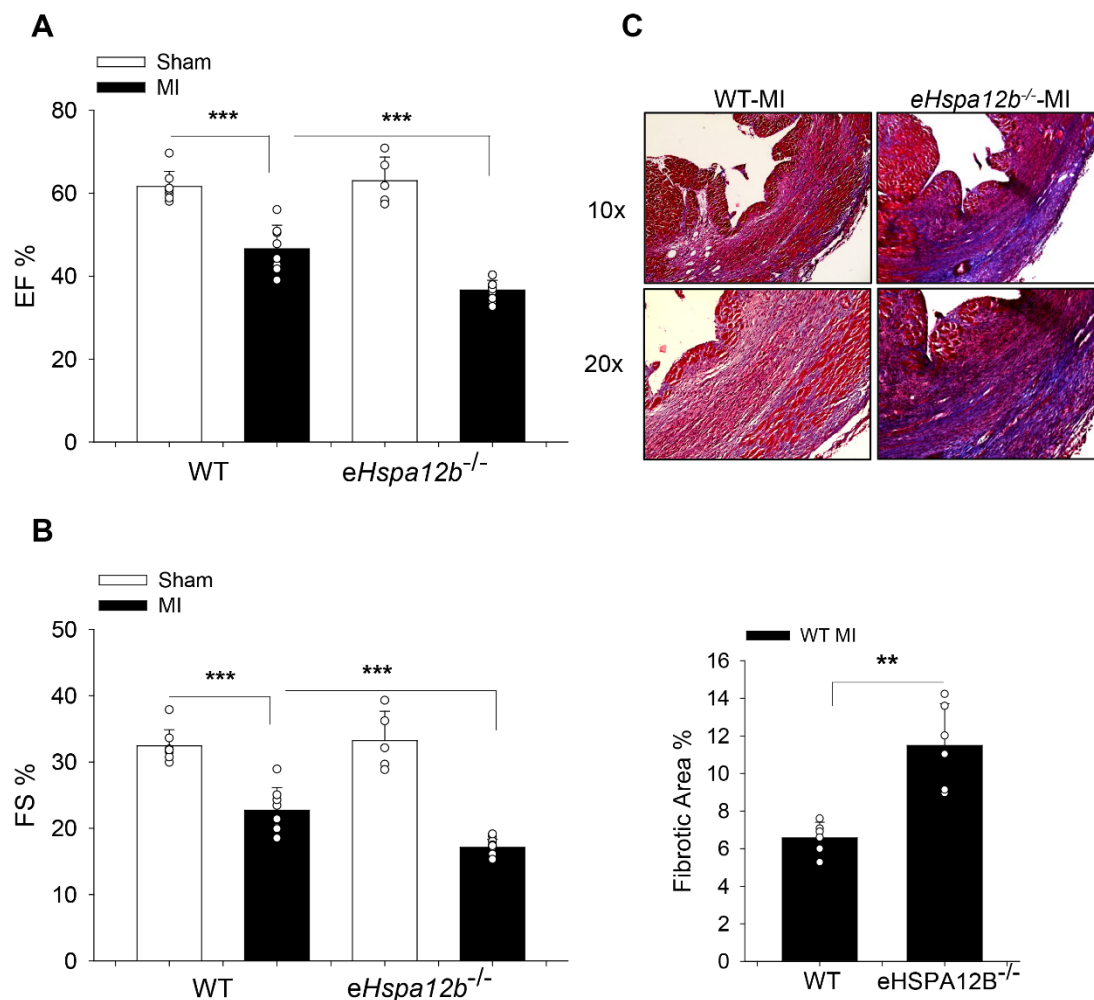 A
Sham
MI
***
***
80
60
40
20
0
EF %
WT
eHspa12b-/-
B
Sham
MI
***
***
50
40
30
20
10
0
FS %
WT
eHspa12b-/-
C
WT-MI
eHspa12b-/--MI
10x
20x
WT MI
**
16
14
12
10
8
6
4
2
0
Fibrotic Area %
WT
eHSPA12B-/-